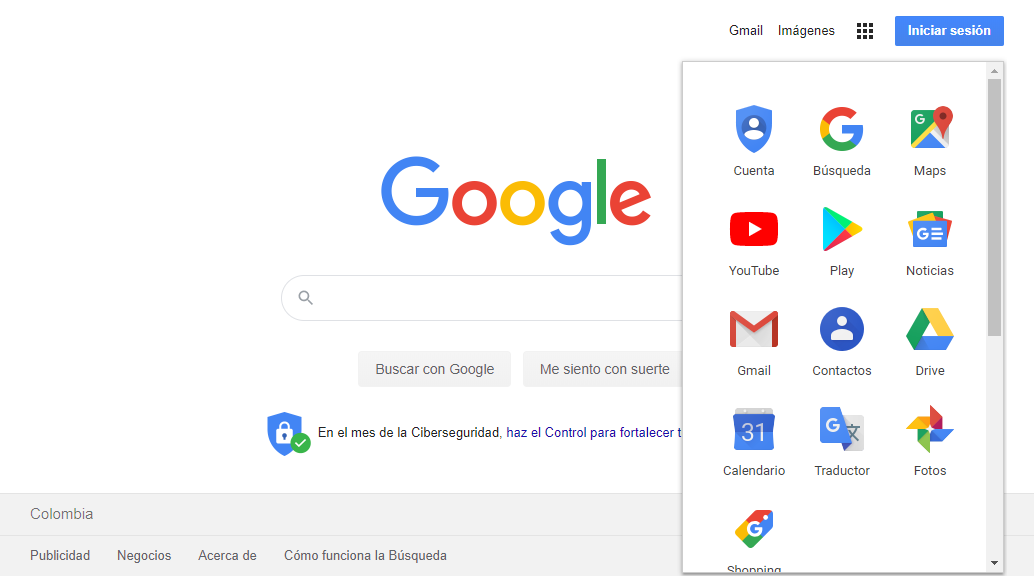 Gmail Imágenes Iniciar sesión
Google
Cuenta Búsqueda Maps
YouTube Play Noticias
Gmail Contactos Drive
31
Calendario Traductor Fotos
Shopping
Buscar con Google Me siento con suerte
En el mes de la Ciberseguridad, haz el Control para fortalecer t
Colombia
Publicidad Negocios Acerca de Cómo funciona la Búsqueda